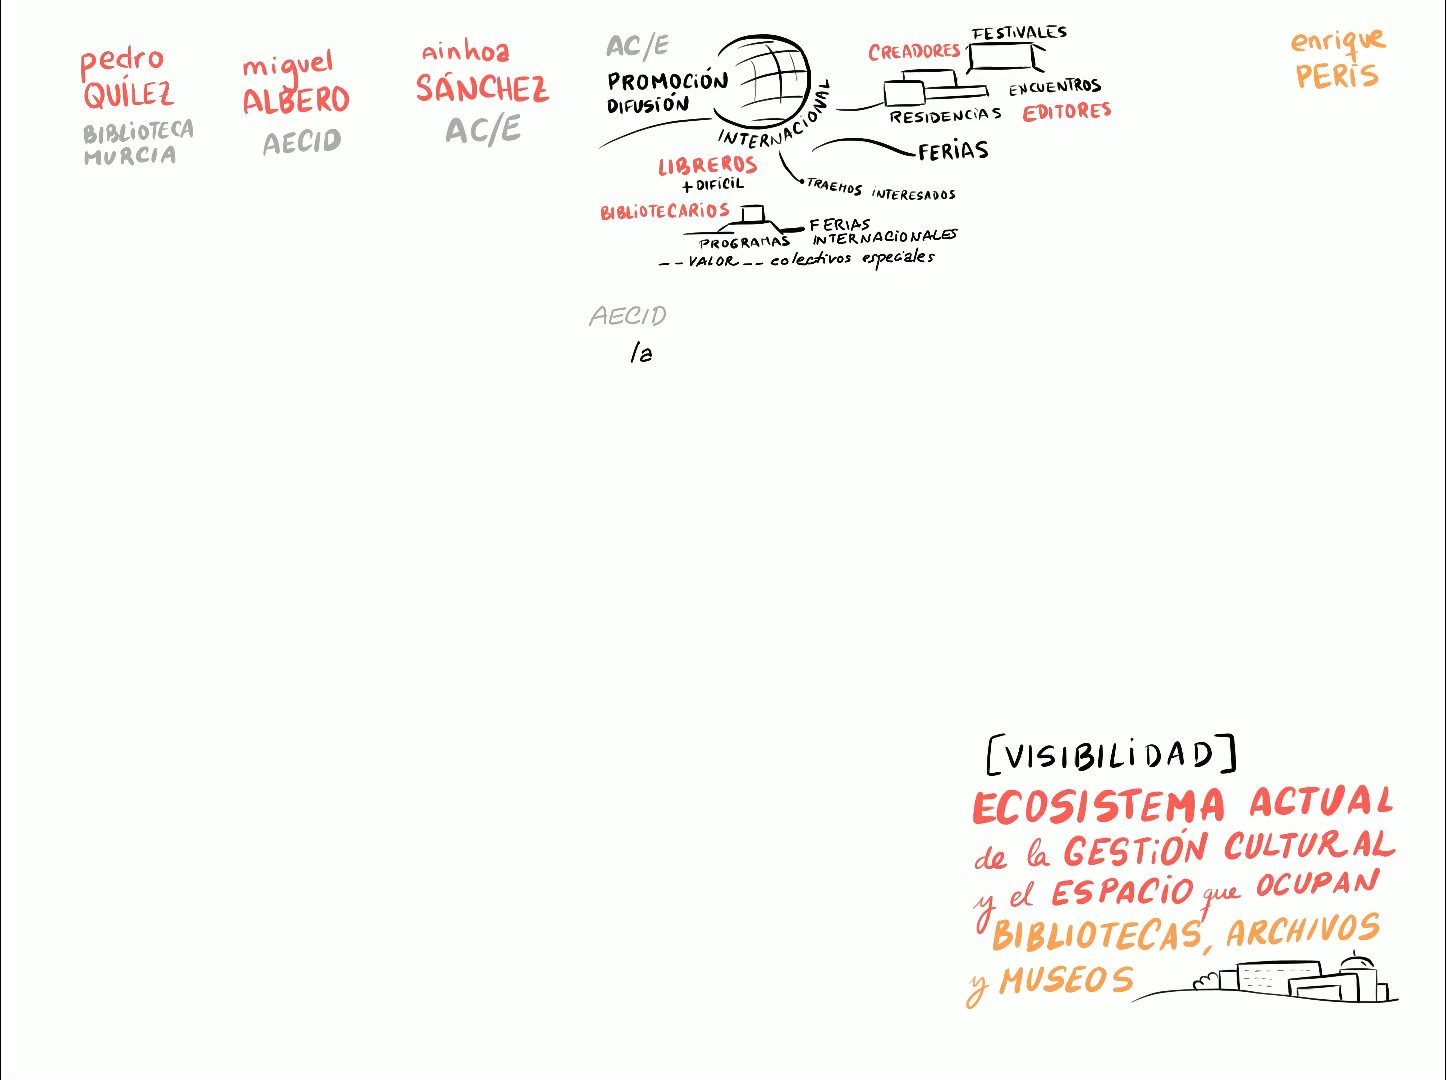 pedro
QUÍLEZ
BIBLIOTECA
MURCIA
miguel
ALBERO
AECID
ainhoa
SÁNCHEZ
AC/E
AC/E
PROMOCIÓN
DIFUSIÓN
INTERNACIONAL
CREADORES
FESTIVALES
ENCUENTROS
RESIDENCIAS
EDITORES
FERIAS
TRAEMOS INTERESADOS
LIBREROS
+ DIFÍCIL
BIBLIOTECARIOS
PROGRAMAS
FERIAS
INTERNACIONALES
-- VALOR -- colectivos especiales
AECID
la
enrique
PERIS
[VISIBILIDAD]
ECOSISTEMA ACTUAL
de la GESTIÓN CULTURAL
y el ESPACIO que OCUPAN
BIBLIOTECAS, ARCHIVOS
y MUSEOS